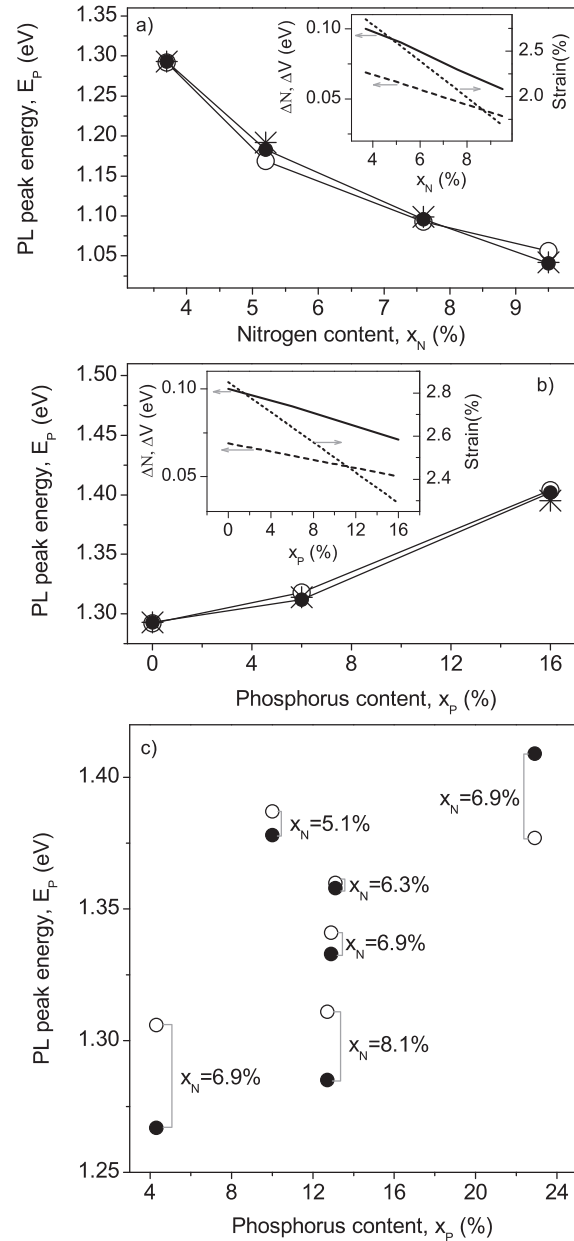 a)
PL peak energy, E_P (eV)
1.30
1.25
1.20
1.15
1.10
1.05
4 5 6 7 8 9
Nitrogen content, x_N (%)
ΔN, ΔV (eV)
0.10
0.05
4 6 8
x_N (%)
2.5
2.0
Strain(%)
b)
PL peak energy, E_P (eV)
1.50
1.45
1.40
1.35
1.30
0 4 8 12 16
Phosphorus content, x_P (%)
ΔN, ΔV (eV)
0.10
0.05
0 4 8 12 16
x_P (%)
2.8
2.6
2.4
Strain(%)
c)
PL peak energy, E_P (eV)
1.40
1.35
1.30
1.25
x_N=6.9%
x_N=5.1%
x_N=6.3%
x_N=6.9%
x_N=8.1%
x_N=6.9%
4 8 12 16 20 24
Phosphorus content, x_P (%)